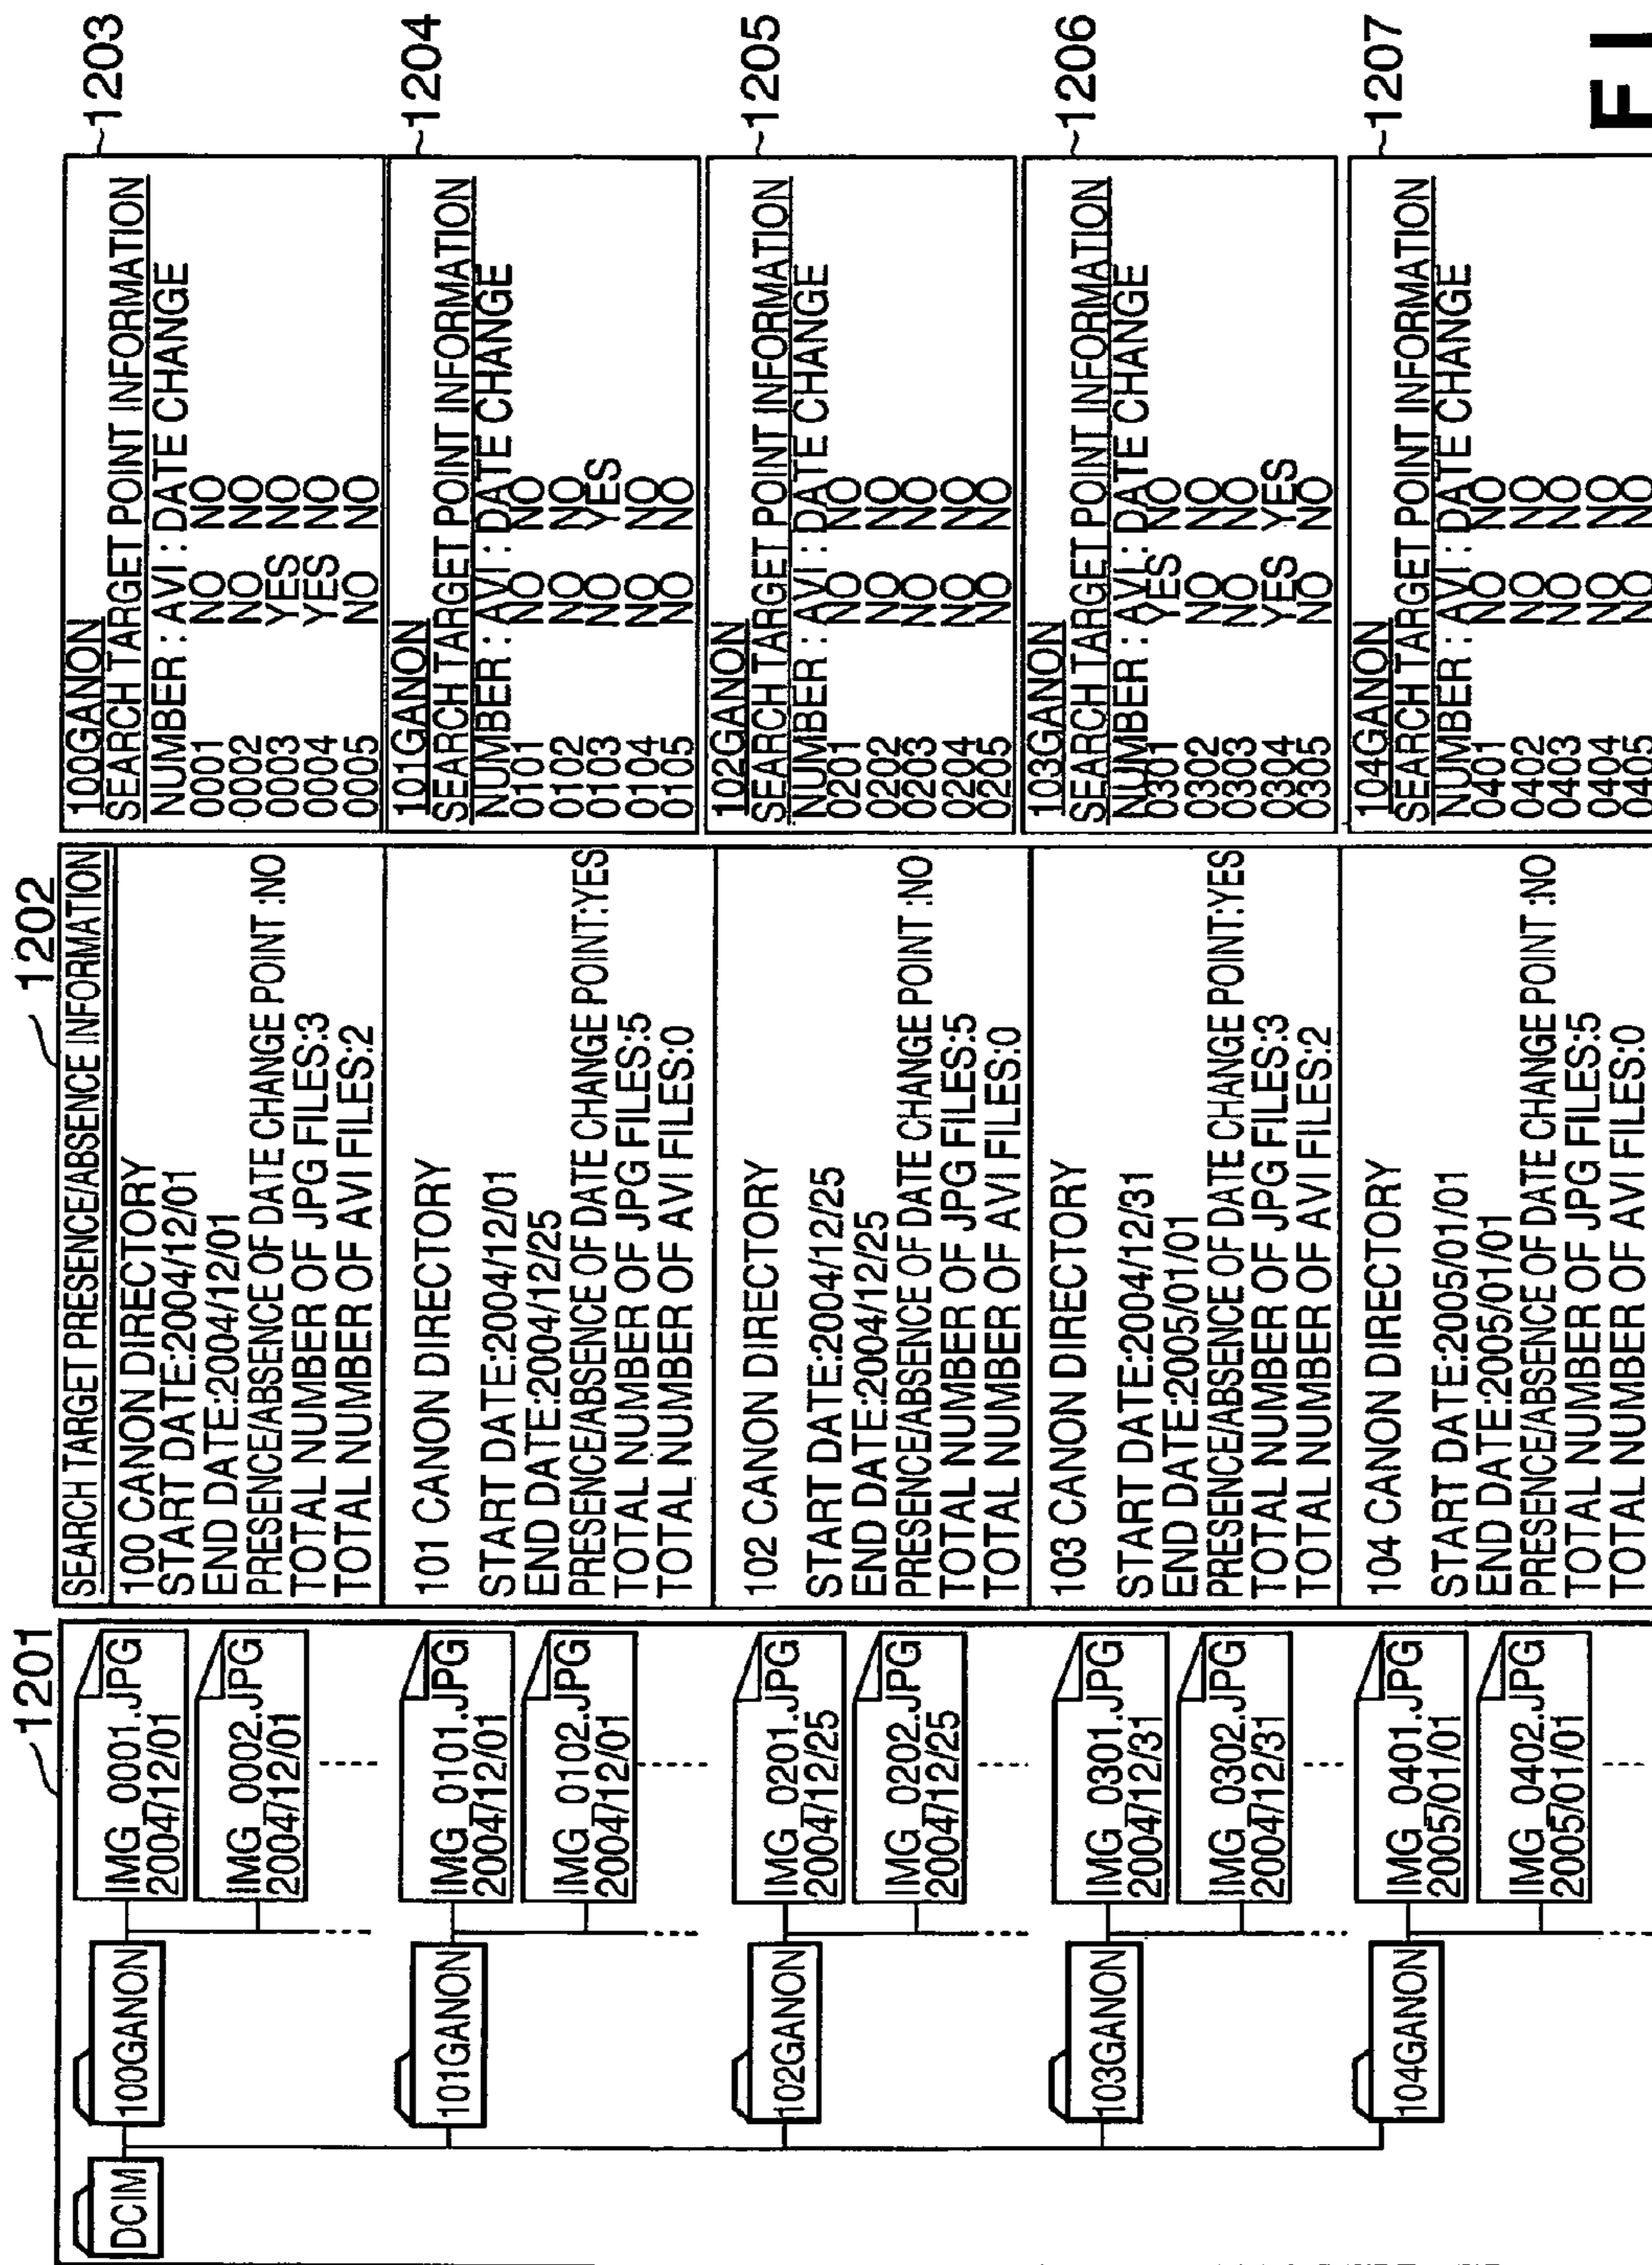 1201
DCIM
100GANON
IMG_0001.JPG
2004/12/01
IMG_0002.JPG
2004/12/01
101GANON
IMG_0101.JPG
2004/12/01
IMG_0102.JPG
2004/12/01
102GANON
IMG_0201.JPG
2004/12/25
IMG_0202.JPG
2004/12/25
103GANON
IMG_0301.JPG
2004/12/31
IMG_0302.JPG
2004/12/31
104GANON
IMG_0401.JPG
2005/01/01
IMG_0402.JPG
2005/01/01
1202
SEARCH TARGET PRESENCE/ABSENCE INFORMATION
100 CANON DIRECTORY
START DATE:2004/12/01
END DATE:2004/12/01
PRESENCE/ABSENCE OF DATE CHANGE POINT :NO
TOTAL NUMBER OF JPG FILES:3
TOTAL NUMBER OF AVI FILES:2
101 CANON DIRECTORY
START DATE:2004/12/01
END DATE:2004/12/25
PRESENCE/ABSENCE OF DATE CHANGE POINT:YES
TOTAL NUMBER OF JPG FILES:5
TOTAL NUMBER OF AVI FILES:0
102 CANON DIRECTORY
START DATE:2004/12/25
END DATE:2004/12/25
PRESENCE/ABSENCE OF DATE CHANGE POINT :NO
TOTAL NUMBER OF JPG FILES:5
TOTAL NUMBER OF AVI FILES:0
103 CANON DIRECTORY
START DATE:2004/12/31
END DATE:2005/01/01
PRESENCE/ABSENCE OF DATE CHANGE POINT:YES
TOTAL NUMBER OF JPG FILES:3
TOTAL NUMBER OF AVI FILES:2
104 CANON DIRECTORY
START DATE:2005/01/01
END DATE:2005/01/01
PRESENCE/ABSENCE OF DATE CHANGE POINT :NO
TOTAL NUMBER OF JPG FILES:5
TOTAL NUMBER OF AVI FILES:0
1203
100GANON
SEARCH TARGET POINT INFORMATION
NUMBER : AVI : DATE CHANGE
0001 NO NO
0002 NO NO
0003 YES NO
0004 YES NO
0005 NO NO
1204
101GANON
SEARCH TARGET POINT INFORMATION
NUMBER : AVI : DATE CHANGE
0101 NO NO
0102 NO NO
0103 NO YES
0104 NO NO
0105 NO NO
1205
102GANON
SEARCH TARGET POINT INFORMATION
NUMBER : AVI : DATE CHANGE
0201 NO NO
0202 NO NO
0203 NO NO
0204 NO NO
0205 NO NO
1206
103GANON
SEARCH TARGET POINT INFORMATION
NUMBER : AVI : DATE CHANGE
0301 YES NO
0302 NO NO
0303 NO NO
0304 YES YES
0305 NO NO
1207
104GANON
SEARCH TARGET POINT INFORMATION
NUMBER : AVI : DATE CHANGE
0401 NO NO
0402 NO NO
0403 NO NO
0404 NO NO
0405 NO NO
F I